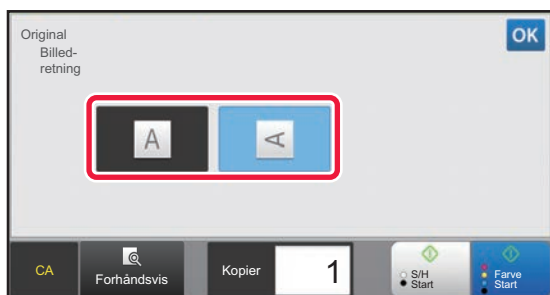 Original
Billed-
retning
OK
A
A
CA
Forhåndsvis
Kopier
1
S/H
Start
Farve
Start